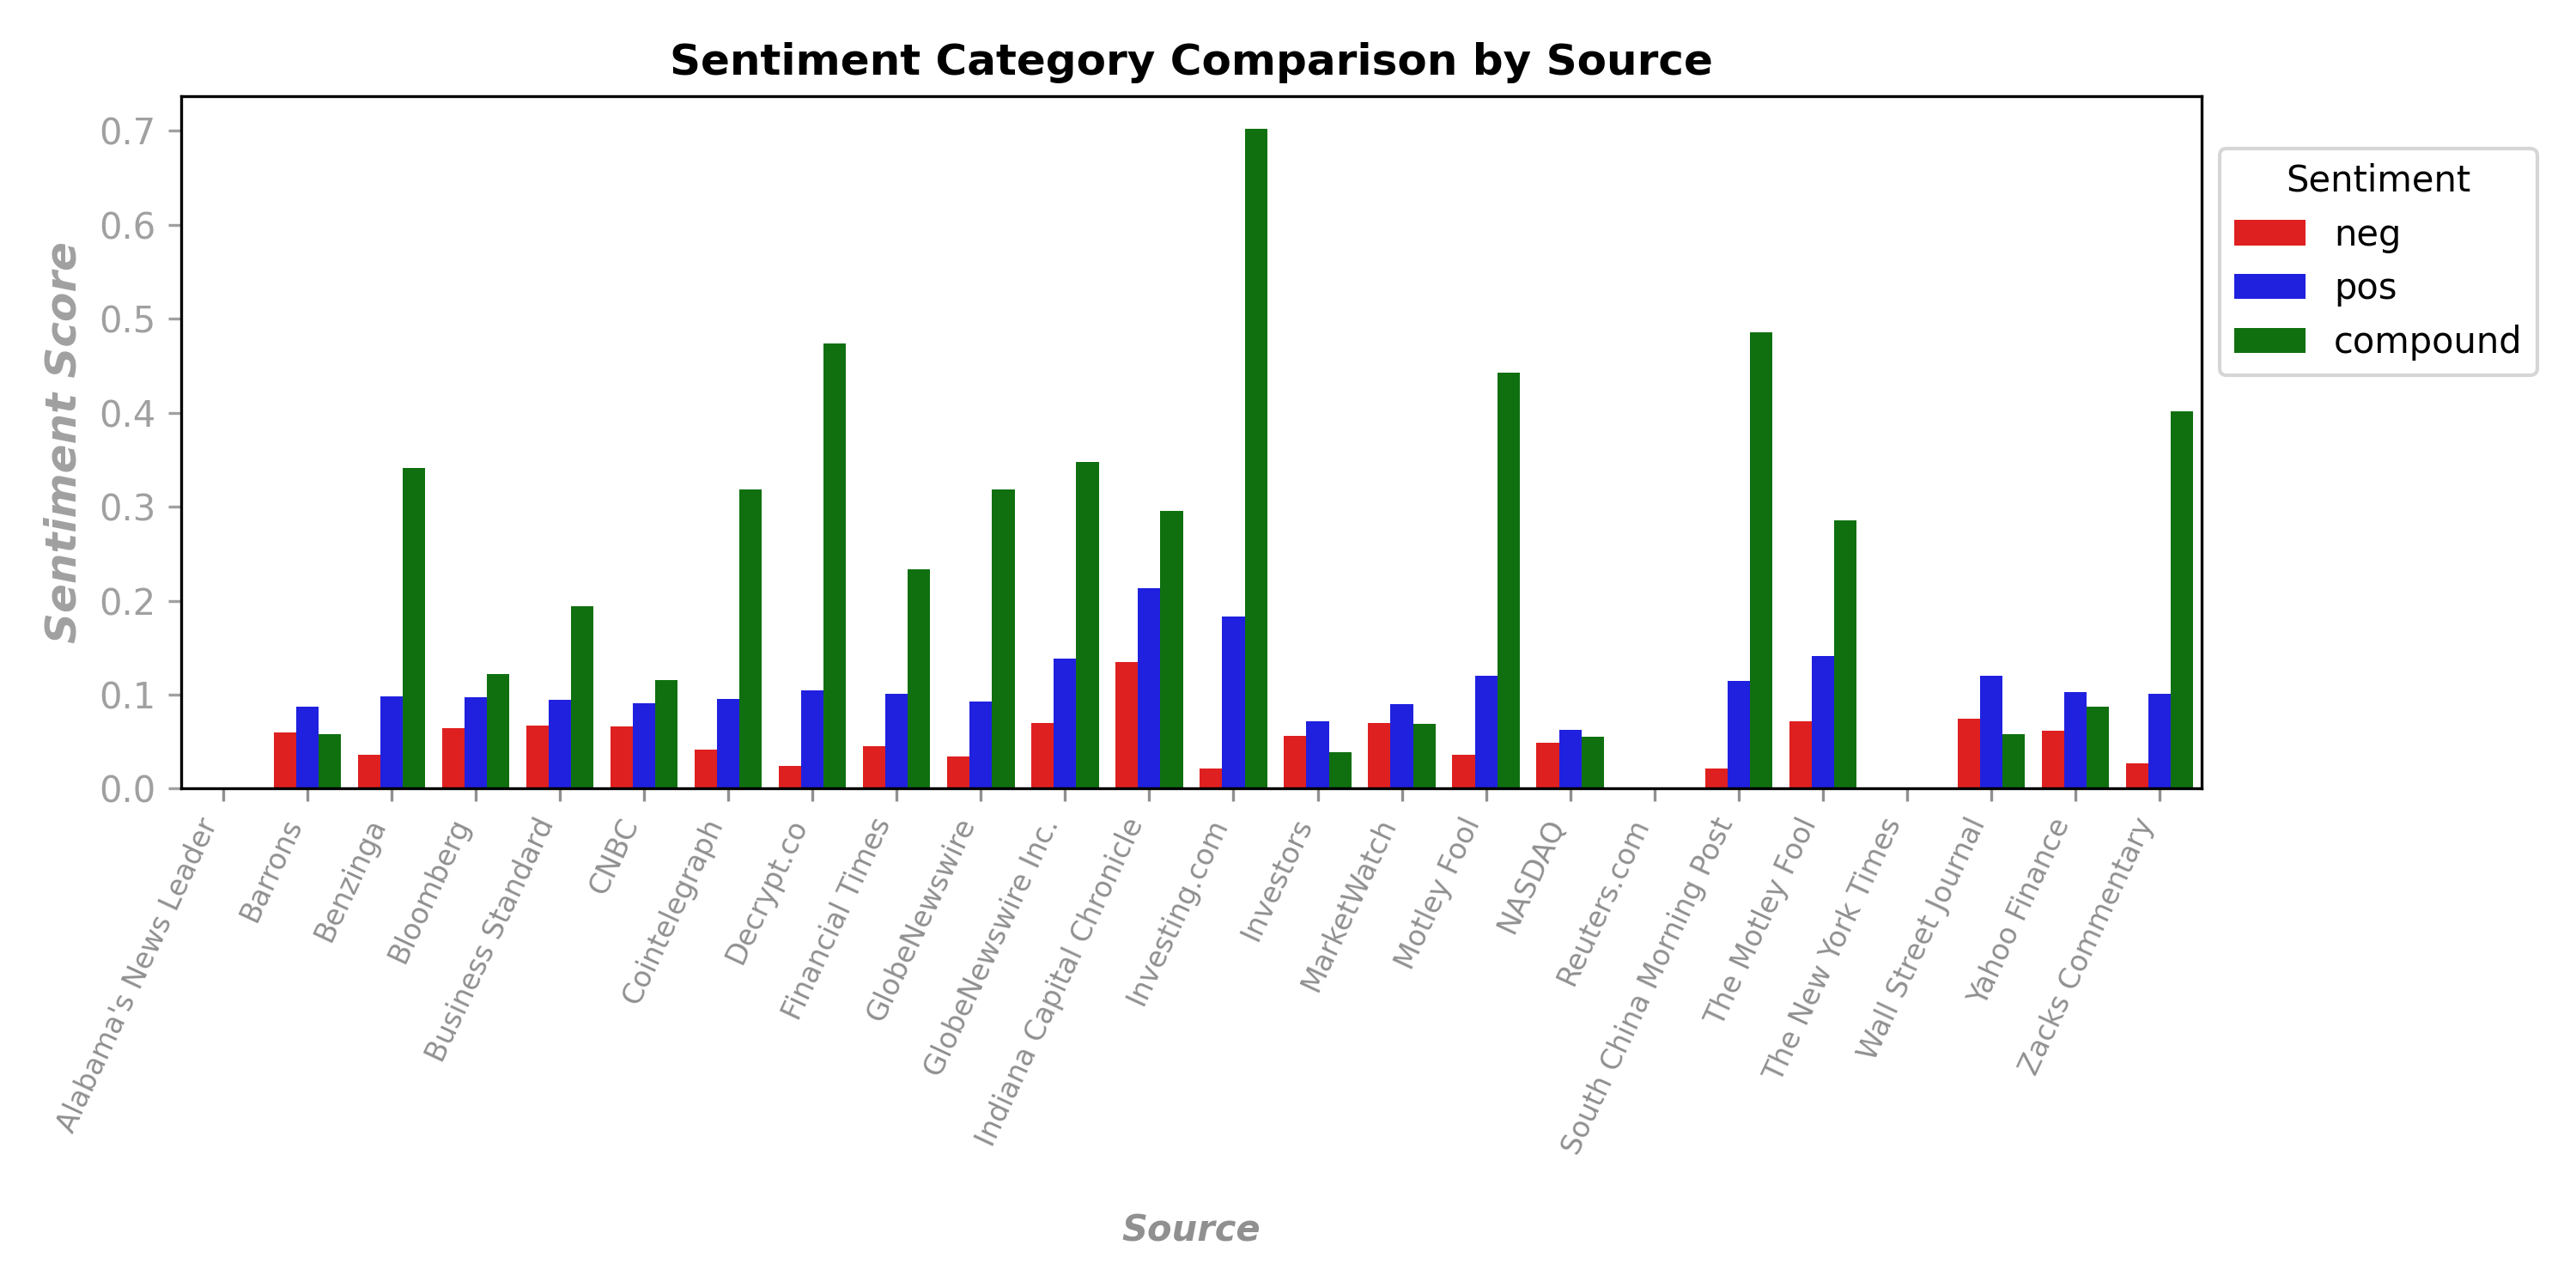 Sentiment Category Comparison by Source
Sentiment Score
0.7
0.6
0.5
0.4
0.3
0.2
0.1
0.0
Sentiment
neg
pos
compound
Alabama's News Leader
Barrons
Benzinga
Bloomberg
Business Standard
CNBC
Cointelegraph
Decrypt.co
Financial Times
GlobeNewswire
GlobeNewswire Inc.
Indiana Capital Chronicle
Investing.com
Investors
MarketWatch
Motley Fool
NASDAQ
Reuters.com
South China Morning Post
The Motley Fool
The New York Times
Wall Street Journal
Yahoo Finance
Zacks Commentary
Source